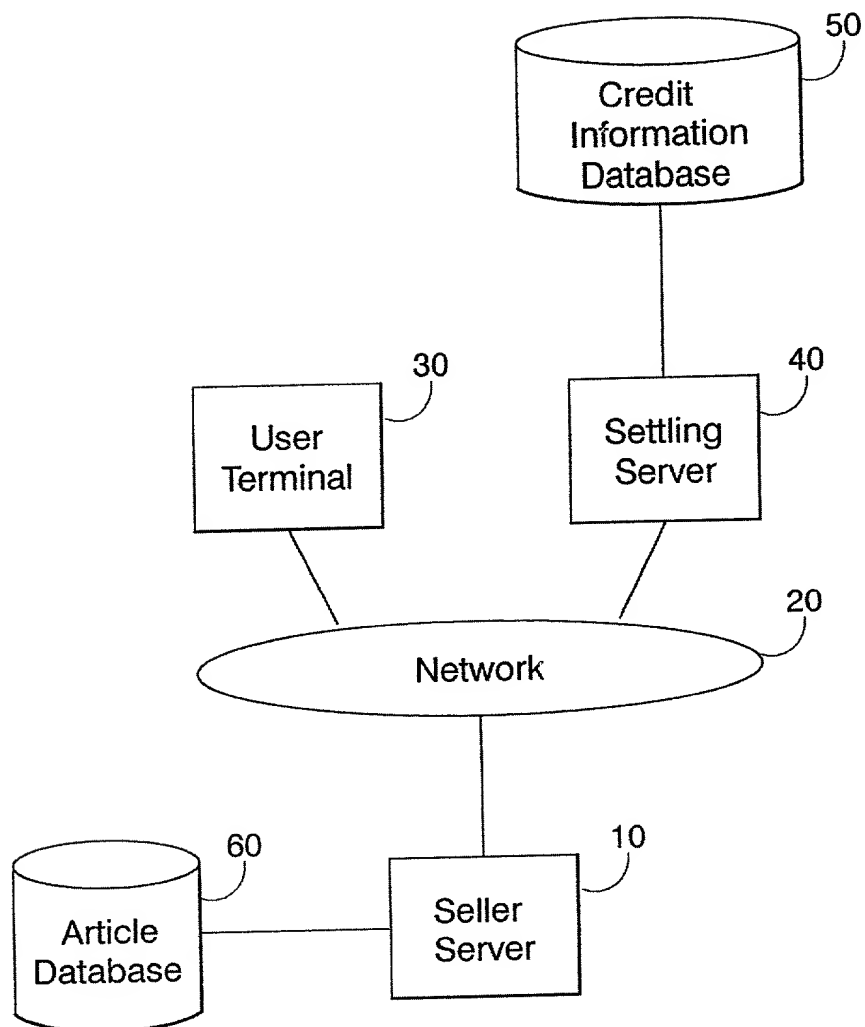 50
Credit
Information
Database
30
40
User
Terminal
Settling
Server
20
Network
60
10
Article
Database
Seller
Server